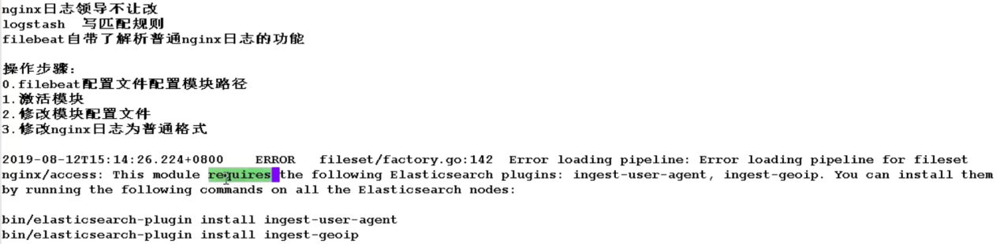 nginx日志领导不让改
logstash  写匹配规则
filebeat自带了解析普通nginx日志的功能
操作步骤:
0.filebeat配置文件配置模块路径
1.激活模块
2.修改模块配置文件
3.修改nginx日志为普通格式
2019-08-12T15:14:26.224+0800    ERROR   fileset/factory.go:142  Error loading pipeline: Error loading pipeline for fileset
nginx/access: This module requires the following Elasticsearch plugins: ingest-user-agent, ingest-geoip. You can install them
by running the following commands on all the Elasticsearch nodes:
bin/elasticsearch-plugin install ingest-user-agent
bin/elasticsearch-plugin install ingest-geoip